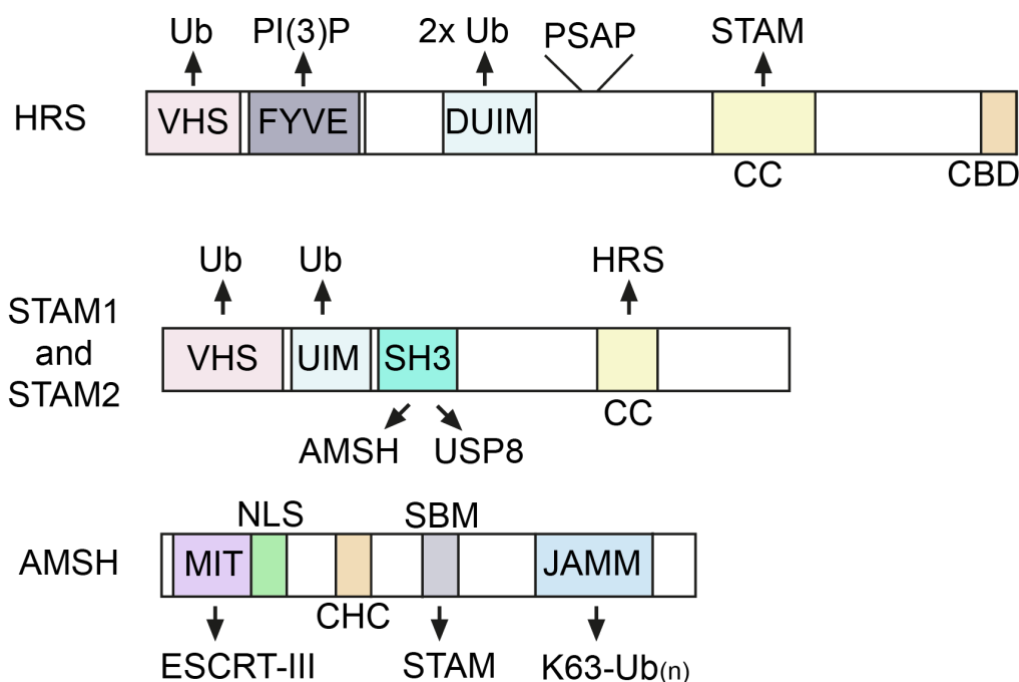 Ub PI(3)P 2x Ub PSAP STAM
HRS VHS FYVE DUIM
CC CBD
Ub Ub HRS
STAM1
and
STAM2
VHS UIM SH3
CC
AMSH USP8
NLS SBM
AMSH MIT JAMM
CHC
ESCRT-III STAM K63-Ub(n)